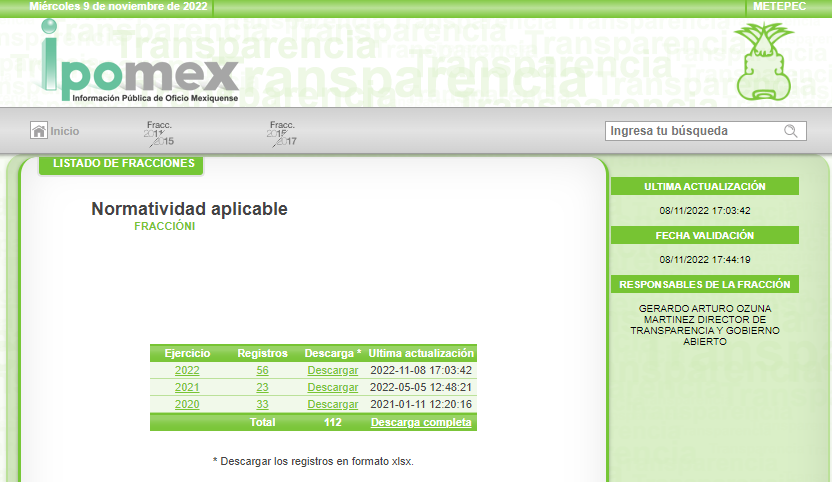 Miércoles 9 de noviembre de 2022
METEPEC
ipomex
Información Pública de Oficio Mexiquense
Transparencia
Transparencia
Inicio
Fracc.
2015
Fracc.
2017
Ingresa tu búsqueda
LISTADO DE FRACCIONES
Normatividad aplicable
FRACCIÓNI
Ejercicio Registros Descarga * Ultima actualización
2022 56 Descargar 2022-11-08 17:03:42
2021 23 Descargar 2022-05-05 12:48:21
2020 33 Descargar 2021-01-11 12:20:16
Total 112 Descarga completa
* Descargar los registros en formato xlsx.
ULTIMA ACTUALIZACIÓN
08/11/2022 17:03:42
FECHA VALIDACIÓN
08/11/2022 17:44:19
RESPONSABLES DE LA FRACCIÓN
GERARDO ARTURO OZUNA
MARTINEZ DIRECTOR DE
TRANSPARENCIA Y GOBIERNO
ABIERTO